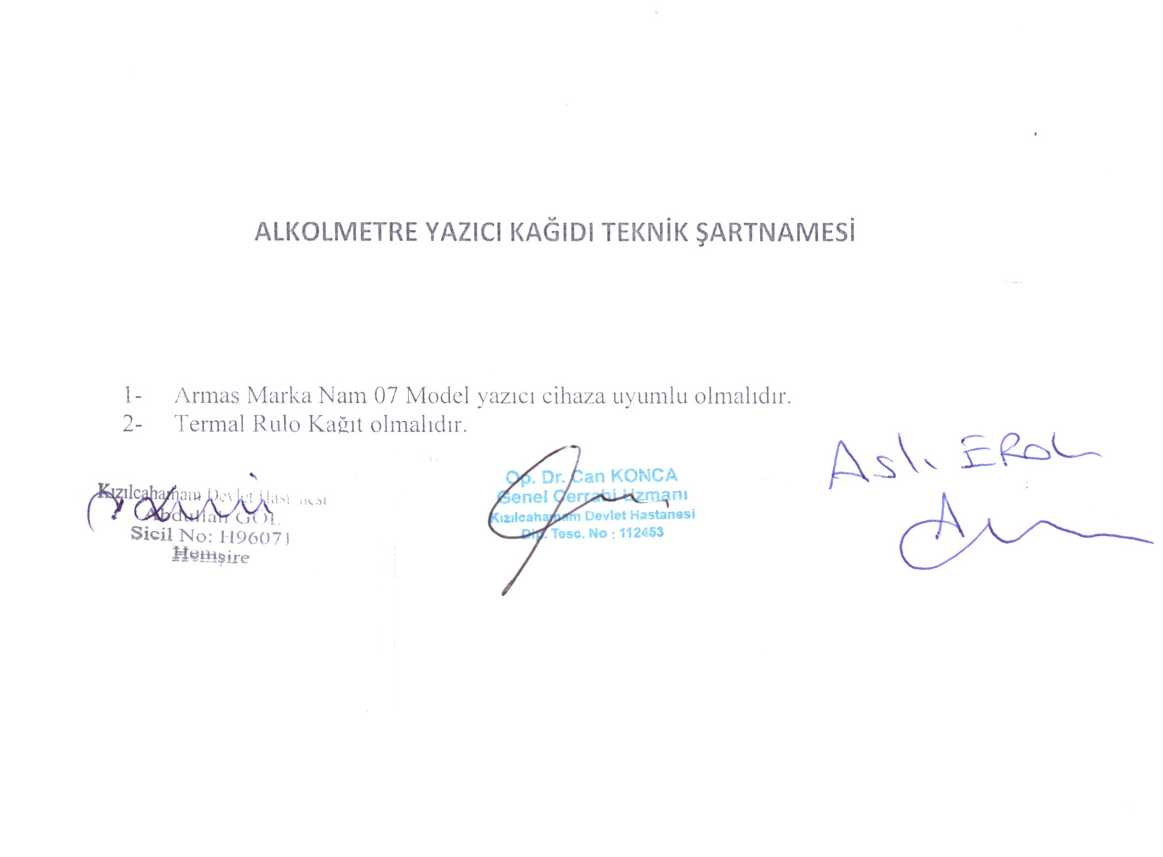 ALKOLMETRE YAZICI KAĞIDI TEKNİK ŞARTNAMESİ
1- Armas Marka Nam 07 Model yazıcı cihaza uyumlu olmalıdır.
2- Termal Rulo Kağıt olmalıdır.
Kızılcahamam Devlet Hastanesi
Abdullah GÖL
Sicil No: H96071
Hemşire
Op. Dr. Can KONCA
Genel Cerrahi Uzmanı
Kızılcahamam Devlet Hastanesi
Dip. Tesc. No : 112453
Aslı EROL